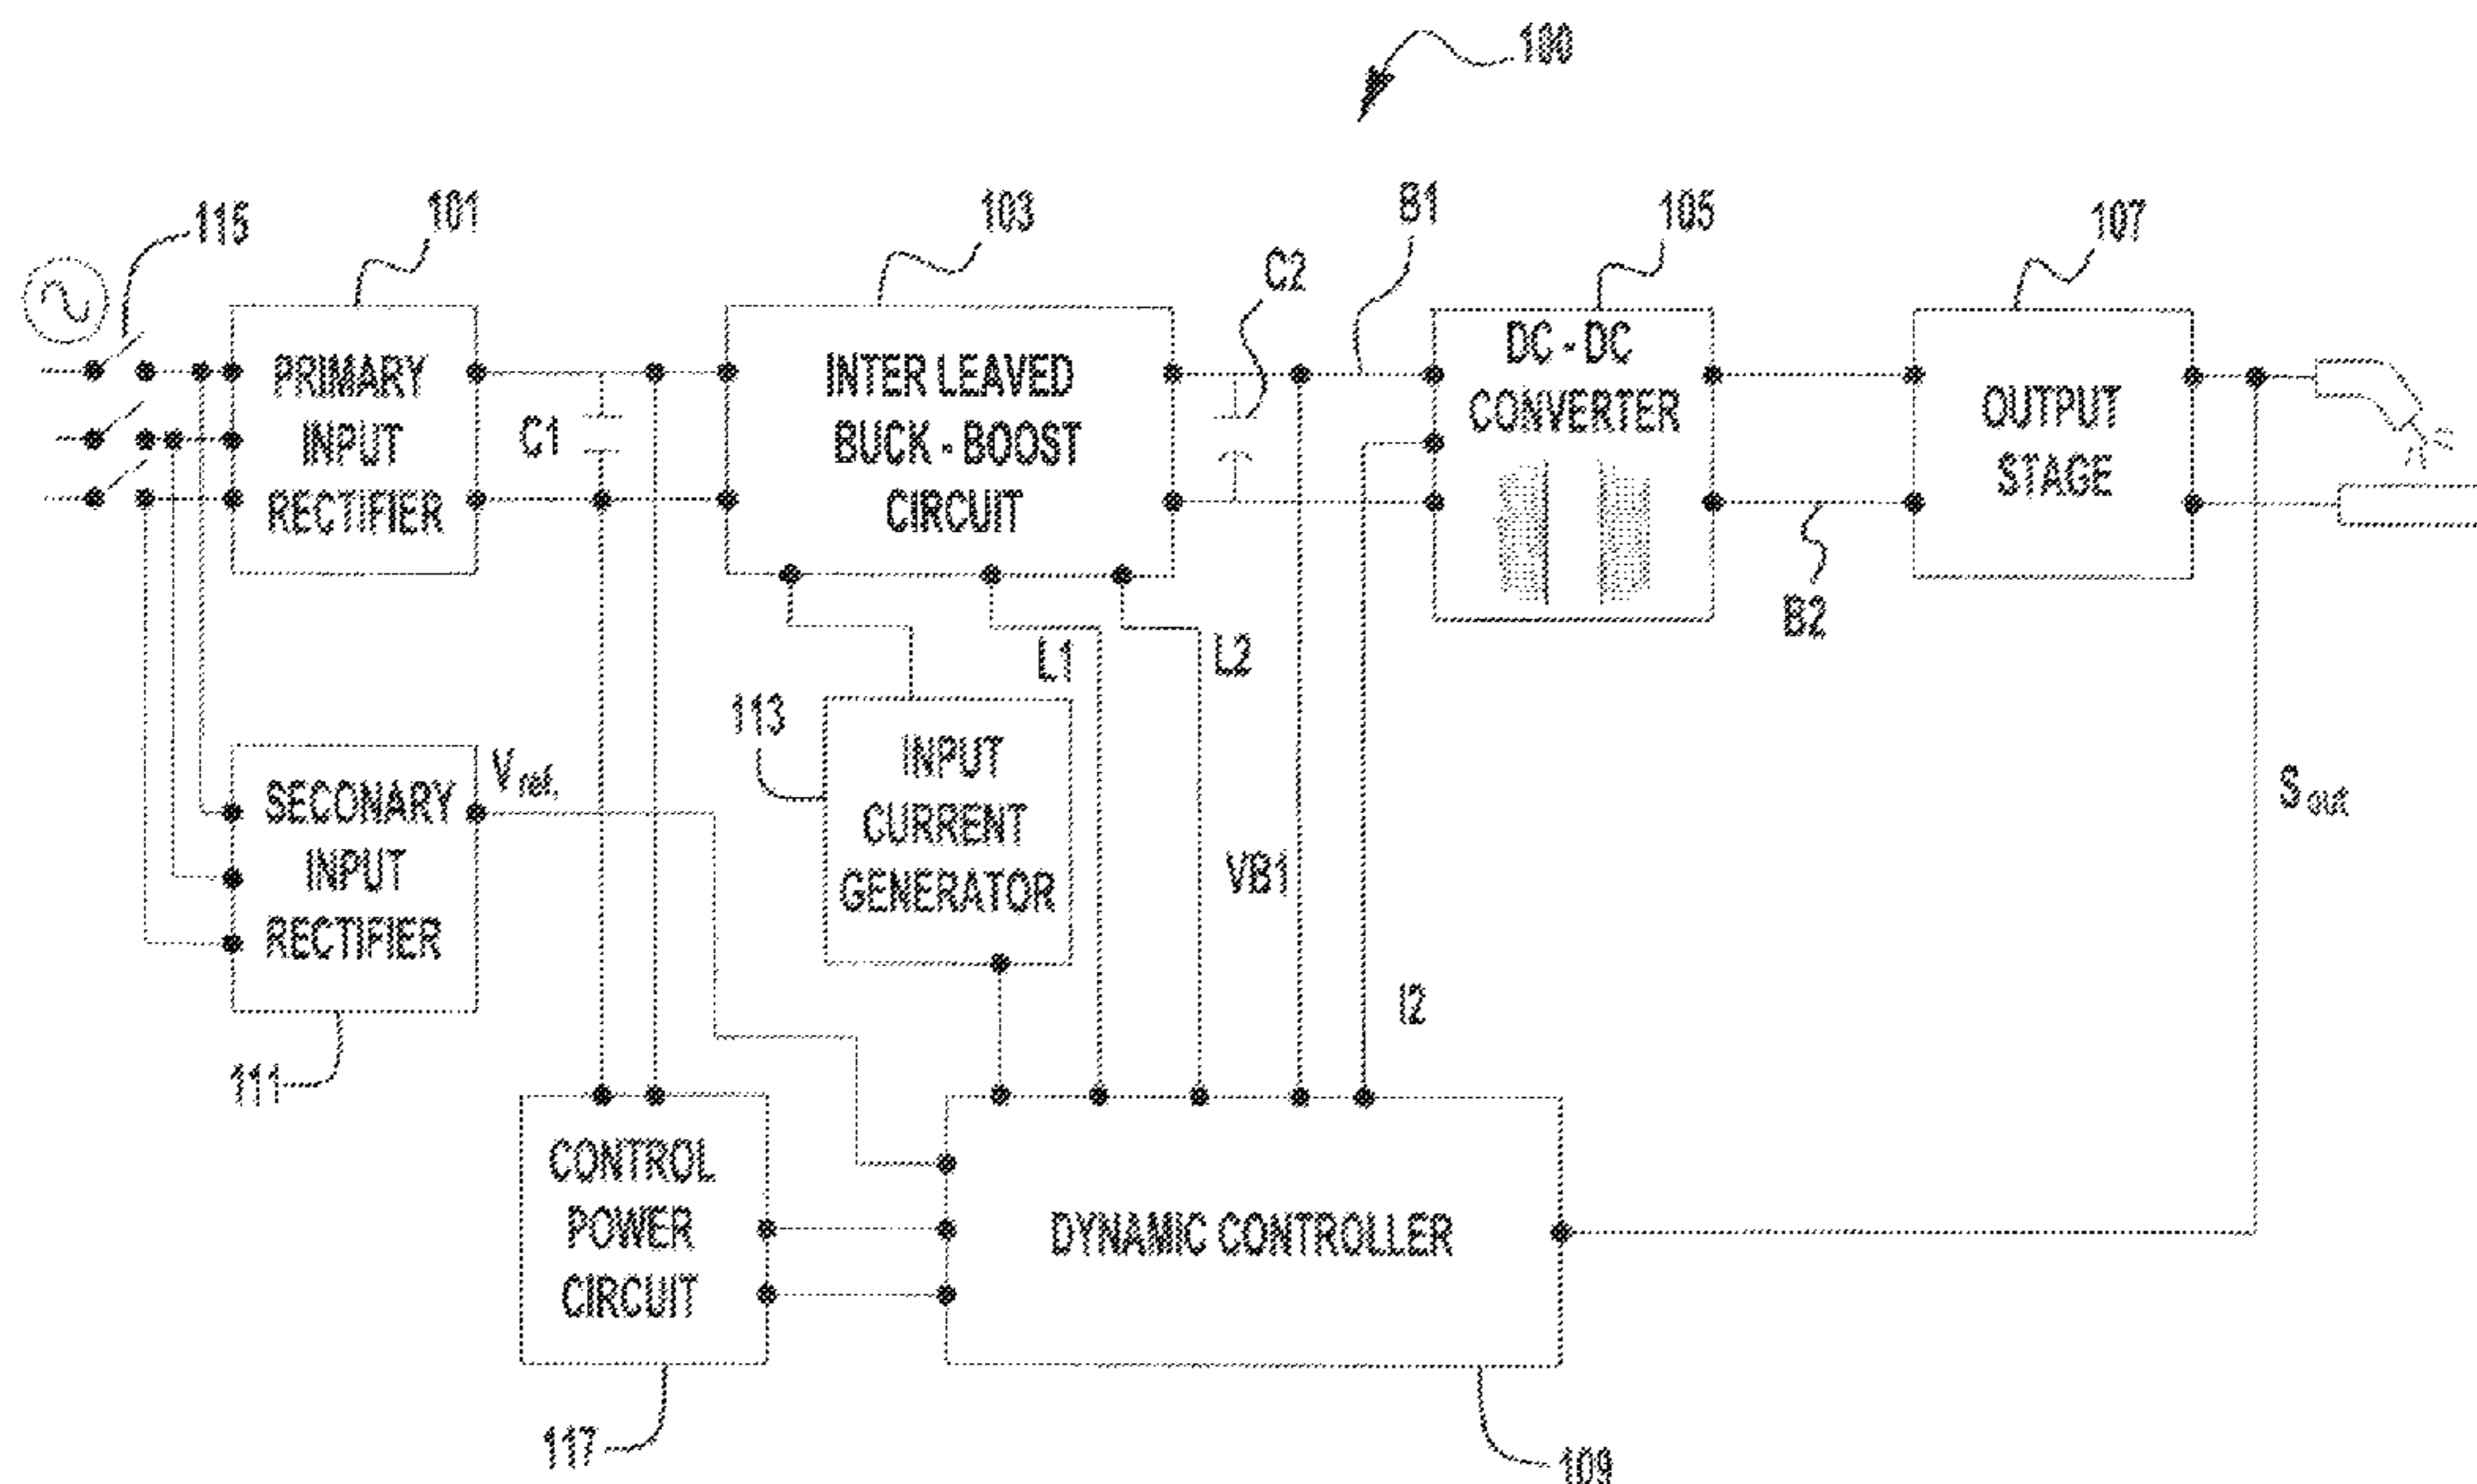 100
115
101
103
C2
B1
105
107
PRIMARY
INPUT
RECTIFIER
C1
INTER LEAVED
BUCK - BOOST
CIRCUIT
DC - DC
CONVERTER
OUTPUT
STAGE
B2
L1
L2
113
INPUT
CURRENT
GENERATOR
SECONARY
INPUT
RECTIFIER
Vref.
VB1
Sout
I2
111
CONTROL
POWER
CIRCUIT
DYNAMIC CONTROLLER
117
109